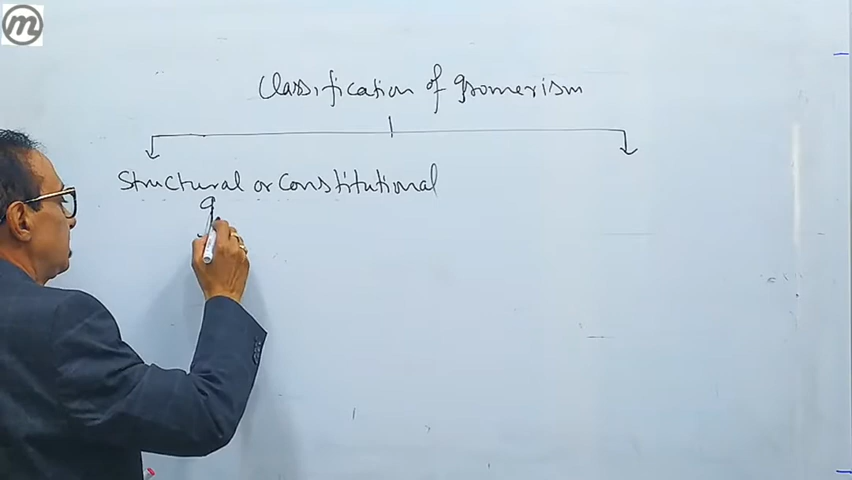 m
Classification of Isomerism
Structural or Constitutional